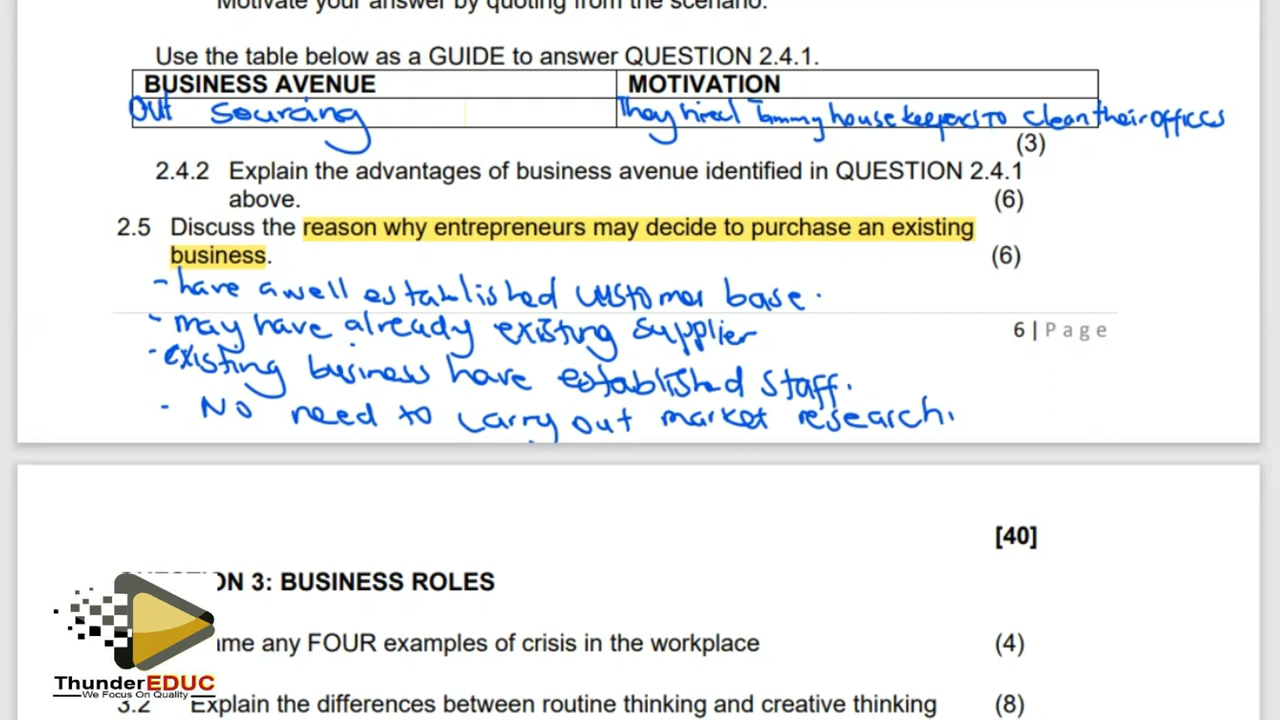 Motivate your answer by quoting from the scenario.
Use the table below as a GUIDE to answer QUESTION 2.4.1.
BUSINESS AVENUE MOTIVATION
Out sourcing They hired Tammy housekeepers to clean their offices
(3)
2.4.2 Explain the advantages of business avenue identified in QUESTION 2.4.1
above. (6)
2.5 Discuss the reason why entrepreneurs may decide to purchase an existing
business. (6)
- have a well established customer base.
- may have already existing supplier
6 | Page
- existing business have established staff.
- No need to carry out market research.
[40]
ON 3: BUSINESS ROLES
ame any FOUR examples of crisis in the workplace (4)
ThunderEDUC
We Focus On Quality
3.2 Explain the differences between routine thinking and creative thinking (8)